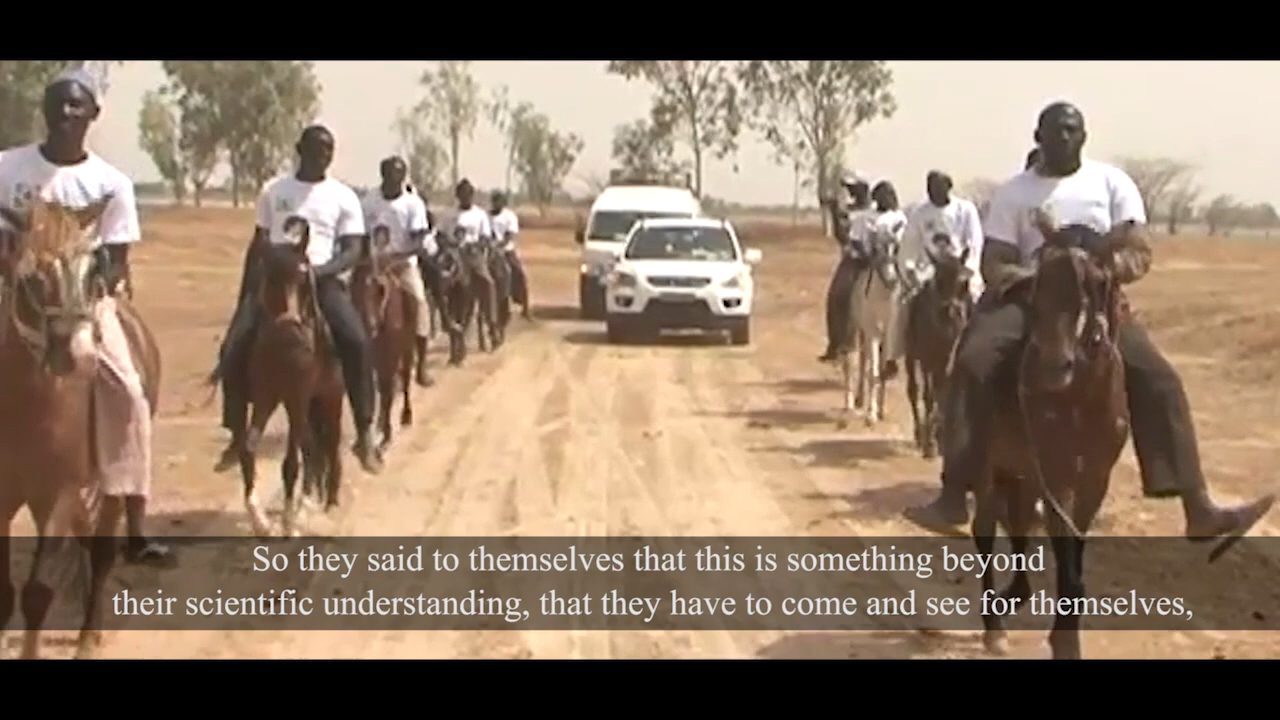 So they said to themselves that this is something beyond
their scientific understanding, that they have to come and see for themselves,